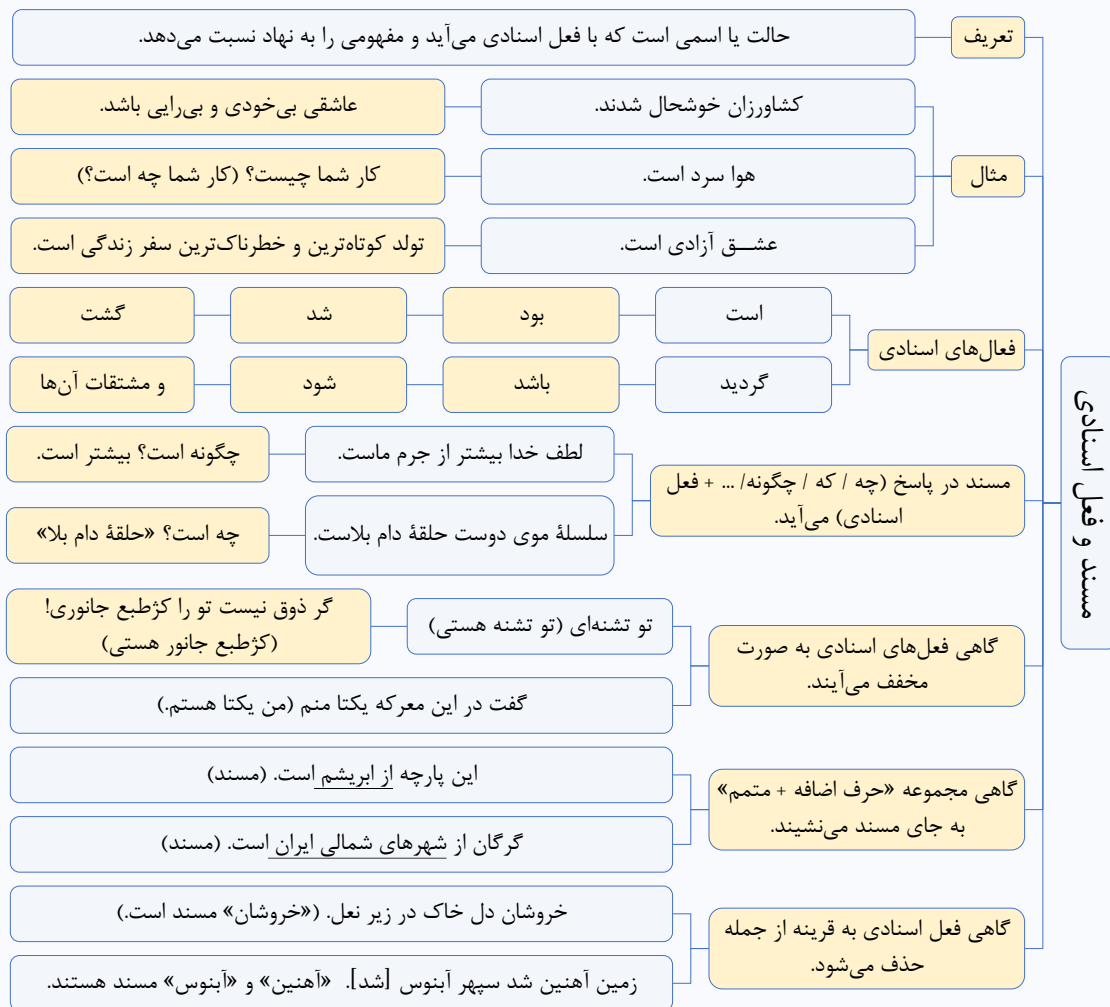 مسند و فعل اسنادی
تعریف
حالت یا اسمی است که با فعل اسنادی می‌آید و مفهومی را به نهاد نسبت می‌دهد.
مثال
کشاورزان خوشحال شدند.
عاشقی بی‌خودی و بی‌رایی باشد.
هوا سرد است.
کار شما چیست؟ (کار شما چه است؟)
عشـــق آزادی است.
تولد کوتاه‌ترین و خطرناک‌ترین سفر زندگی است.
فعال‌های اسنادی
است
بود
شد
گشت
گردید
باشد
شود
و مشتقات آن‌ها
مسند در پاسخ (چه / که / چگونه/ ... + فعل
اسنادی) می‌آید.
لطف خدا بیشتر از جرم ماست.
چگونه است؟ بیشتر است.
سلسلهٔ موی دوست حلقهٔ دام بلاست.
چه است؟ «حلقهٔ دام بلا»
گاهی فعل‌های اسنادی به صورت
مخفف می‌آیند.
تو تشنه‌ای (تو تشنه هستی)
گر ذوق نیست تو را کژطبع جانوری!
(کژطبع جانور هستی)
گفت در این معرکه یکتا منم (من یکتا هستم.)
گاهی مجموعه «حرف اضافه + متمم»
به جای مسند می‌نشیند.
این پارچه از ابریشم است. (مسند)
گرگان از شهرهای شمالی ایران است. (مسند)
گاهی فعل اسنادی به قرینه از جمله
حذف می‌شود.
خروشان دل خاک در زیر نعل. («خروشان» مسند است.)
زمین آهنین شد سپهر آبنوس [شد]. «آهنین» و «آبنوس» مسند هستند.